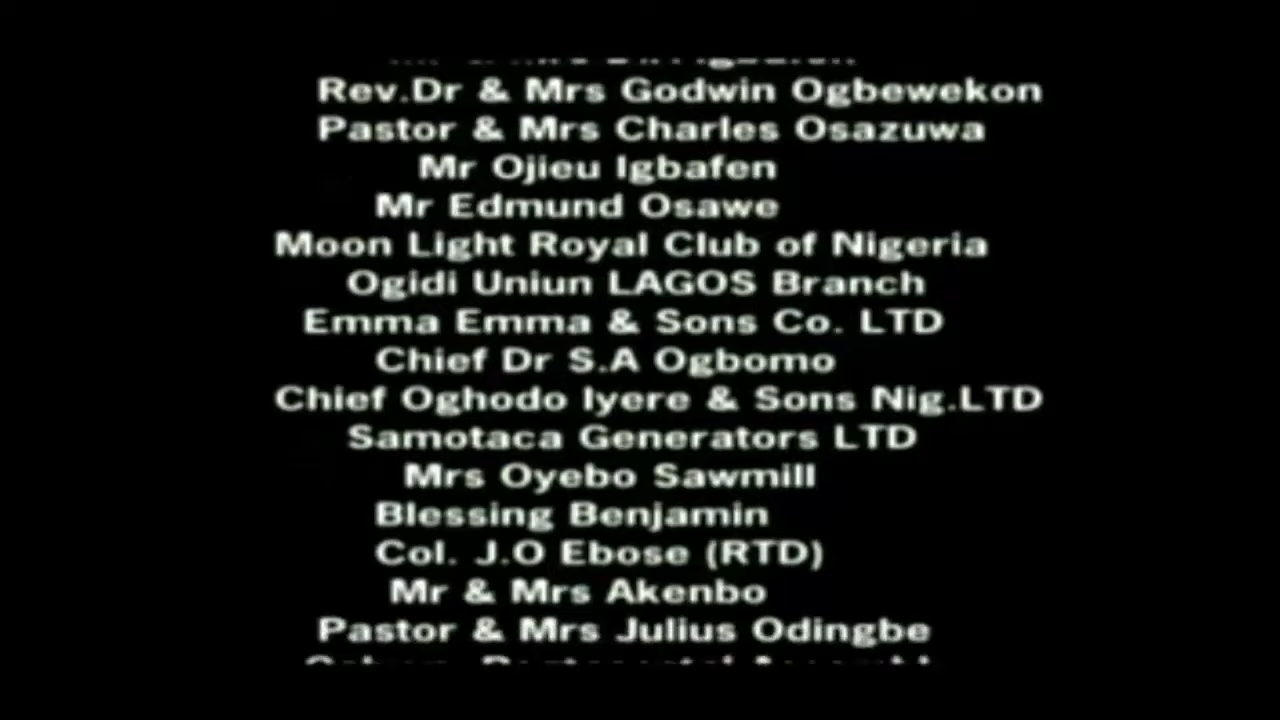 Rev.Dr & Mrs Godwin Ogbewekon
Pastor & Mrs Charles Osazuwa
Mr Ojieu Igbafen
Mr Edmund Osawe
Moon Light Royal Club of Nigeria
Ogidi Uniun LAGOS Branch
Emma Emma & Sons Co. LTD
Chief Dr S.A Ogbomo
Chief Oghodo Iyere & Sons Nig.LTD
Samotaca Generators LTD
Mrs Oyebo Sawmill
Blessing Benjamin
Col. J.O Ebose (RTD)
Mr & Mrs Akenbo
Pastor & Mrs Julius Odingbe